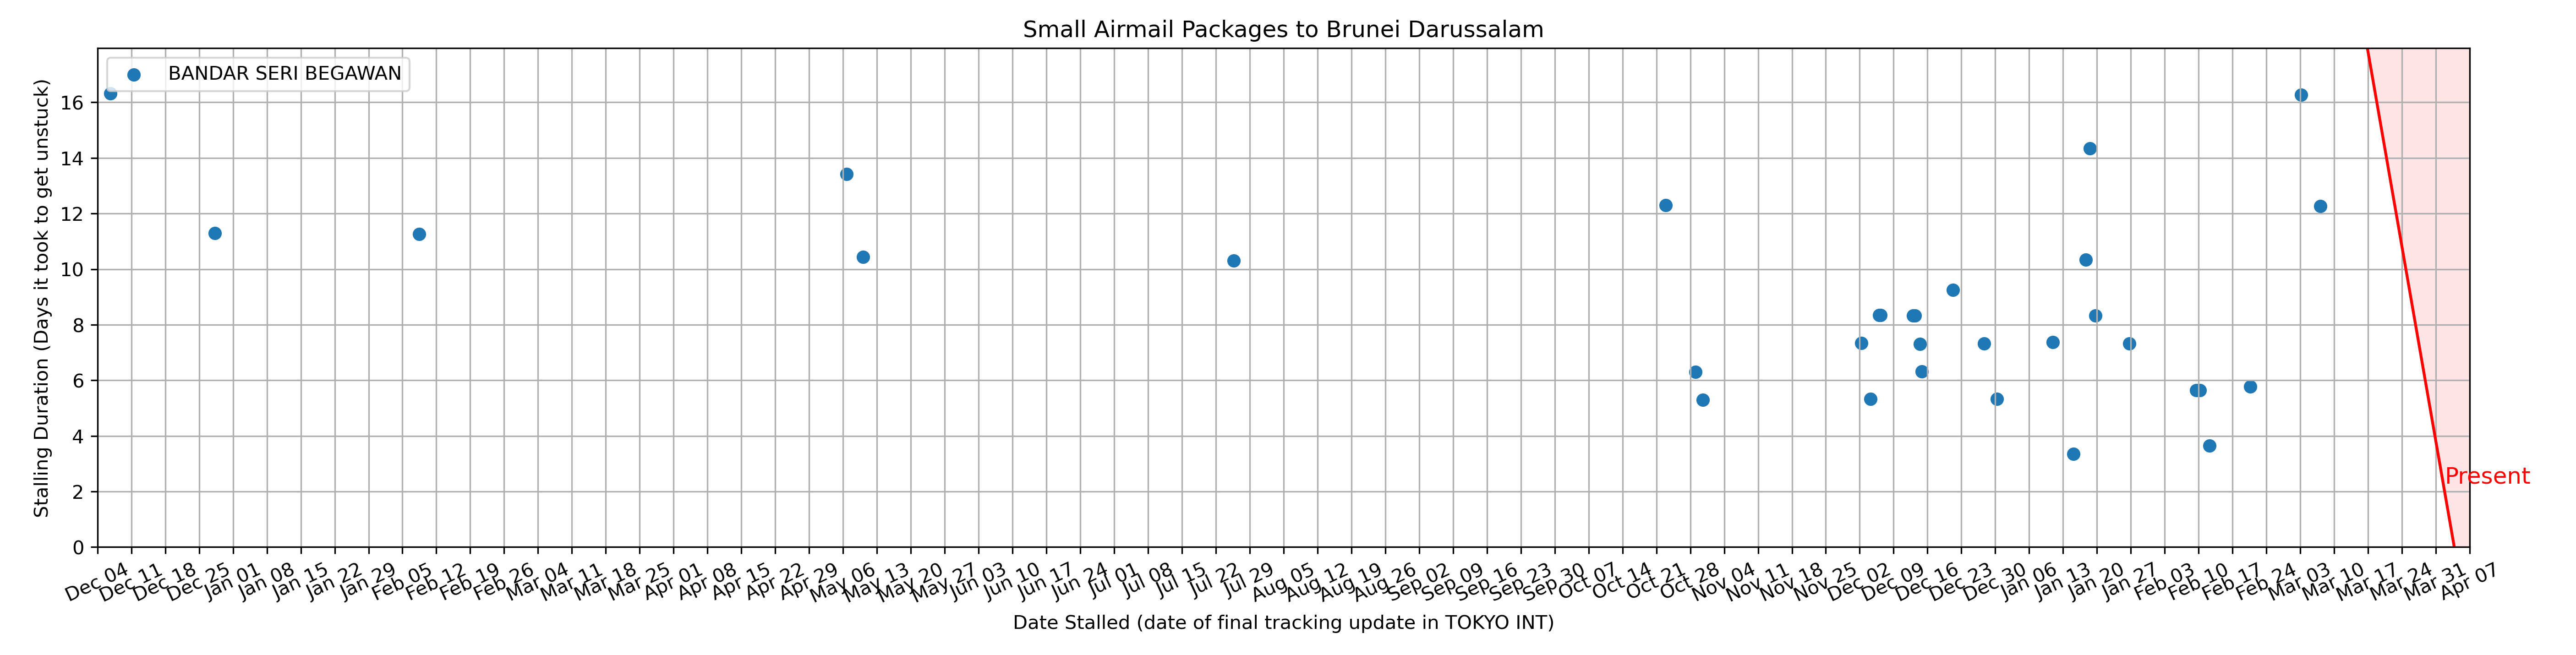 Small Airmail Packages to Brunei Darussalam
BANDAR SERI BEGAWAN
Stalling Duration (Days it took to get unstuck)
16
14
12
10
8
6
4
2
0
Present
Dec 04
Dec 11
Dec 18
Dec 25
Jan 01
Jan 08
Jan 15
Jan 22
Jan 29
Feb 05
Feb 12
Feb 19
Feb 26
Mar 04
Mar 11
Mar 18
Mar 25
Apr 01
Apr 08
Apr 15
Apr 22
Apr 29
May 06
May 13
May 20
May 27
Jun 03
Jun 10
Jun 17
Jun 24
Jul 01
Jul 08
Jul 15
Jul 22
Jul 29
Aug 05
Aug 12
Aug 19
Aug 26
Sep 02
Sep 09
Sep 16
Sep 23
Sep 30
Oct 07
Oct 14
Oct 21
Oct 28
Nov 04
Nov 11
Nov 18
Nov 25
Dec 02
Dec 09
Dec 16
Dec 23
Dec 30
Jan 06
Jan 13
Jan 20
Jan 27
Feb 03
Feb 10
Feb 17
Feb 24
Mar 03
Mar 10
Mar 17
Mar 24
Mar 31
Apr 07
Date Stalled (date of final tracking update in TOKYO INT)